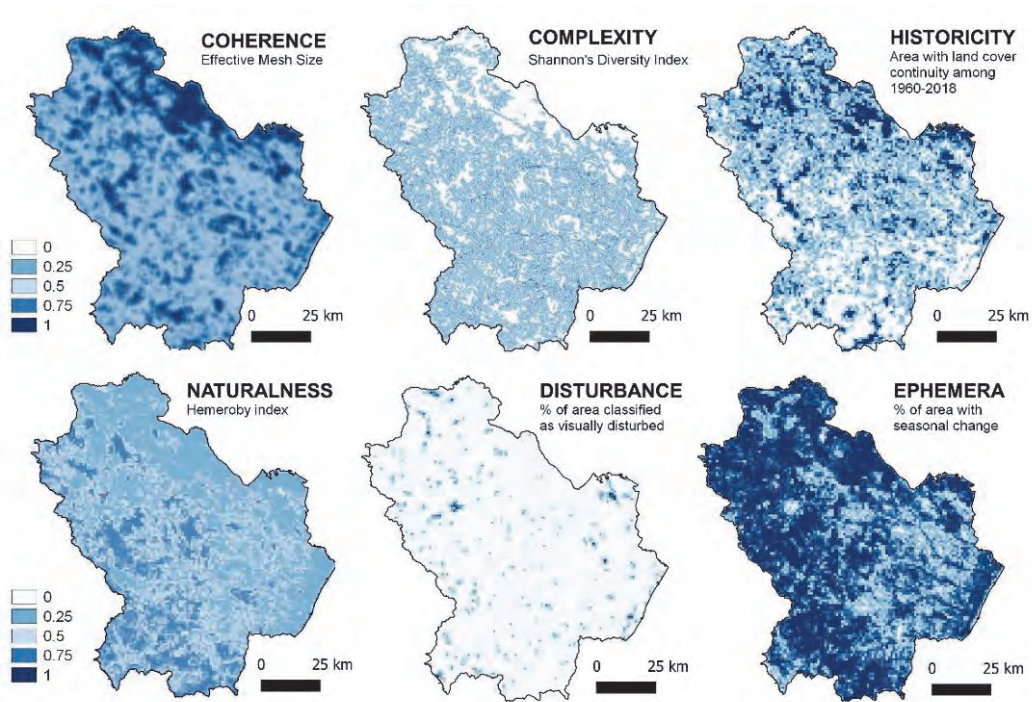 COHERENCE
Effective Mesh Size
0
0.25
0.5
0.75
1
0 25 km
COMPLEXITY
Shannon's Diversity Index
0 25 km
HISTORICITY
Area with land cover
continuity among
1960-2018
0 25 km
NATURALNESS
Hemeroby index
0
0.25
0.5
0.75
1
0 25 km
DISTURBANCE
% of area classified
as visually disturbed
0 25 km
EPHEMERA
% of area with
seasonal change
0 25 km